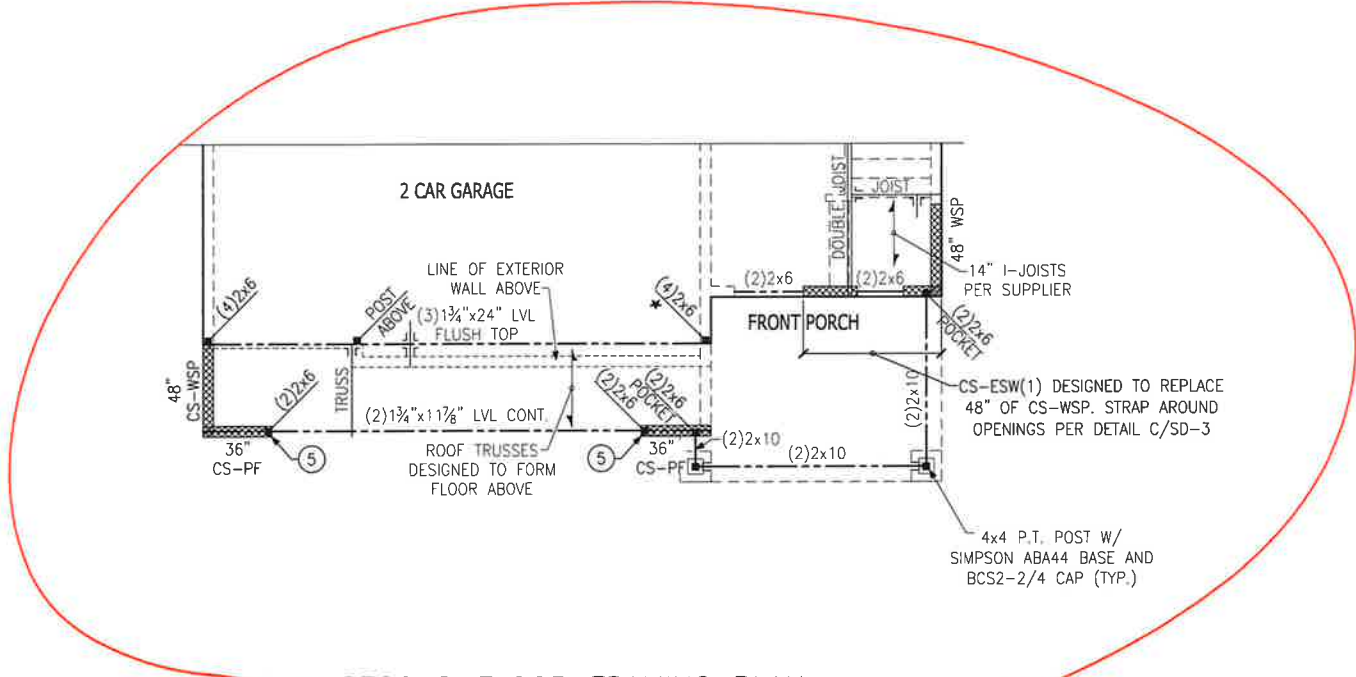 2 CAR GARAGE
DOUBLE JOIST
JOIST
48" WSP
14" I-JOISTS
PER SUPPLIER
LINE OF EXTERIOR
WALL ABOVE
(4)2x6
POST
ABOVE
(3)1¾"x24" LVL
FLUSH TOP
*
(4)2x6
(2)2x6
(2)2x6
FRONT PORCH
(2)2x6
POCKET
48"
CS-WSP
(2)2x6
TRUSS
(2)1¾"x11⅞" LVL CONT.
(2)2x6
(2)2x6
POCKET
(2)2x10
CS-ESW(1) DESIGNED TO REPLACE
48" OF CS-WSP. STRAP AROUND
OPENINGS PER DETAIL C/SD-3
36"
CS-PF
5
ROOF TRUSSES
DESIGNED TO FORM
FLOOR ABOVE
5
36"
CS-PF
(2)2x10
(2)2x10
4x4 P.T. POST W/
SIMPSON ABA44 BASE AND
BCS2-2/4 CAP (TYP.)